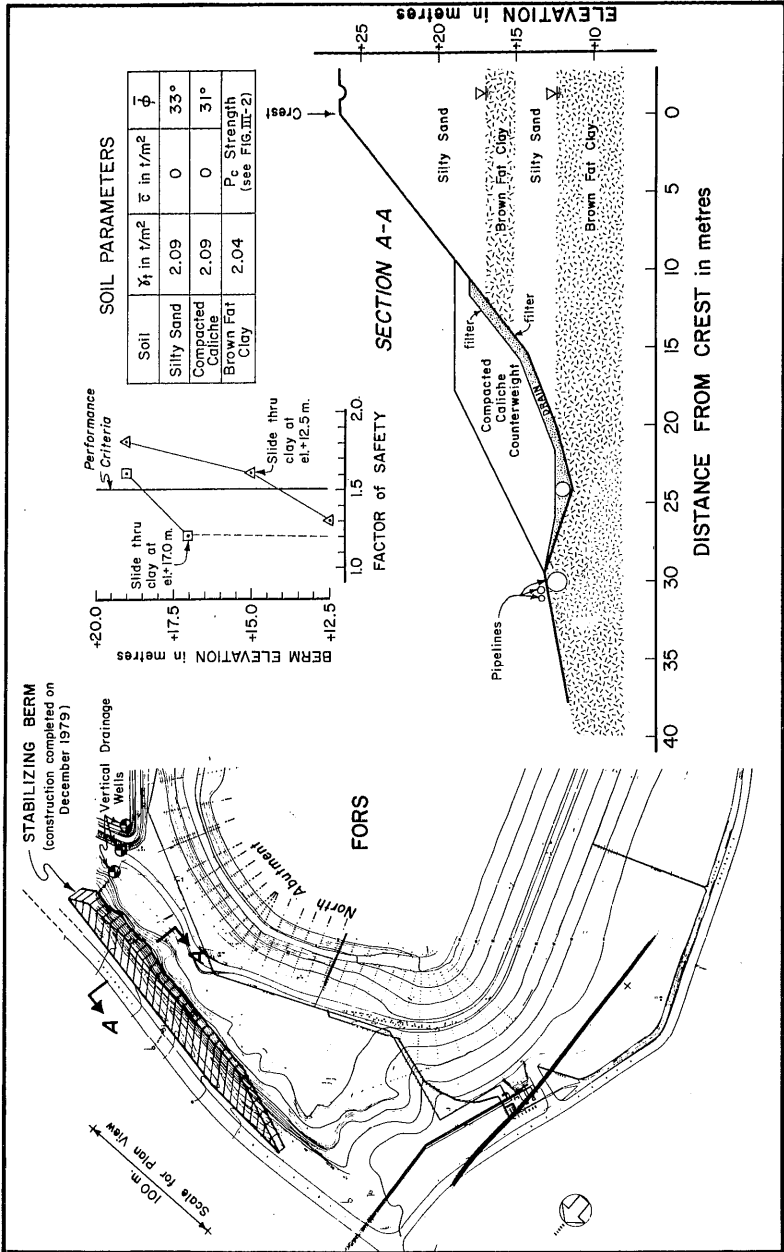 STABILIZING BERM
(construction completed on
December 1979)
Vertical Drainage
Wells
A
A
North Abutment
FORS
100 m.
Scale for Plan View
BERM ELEVATION in metres
+20.0
+17.5
+15.0
+12.5
Performance
Criteria
Slide thru
clay at
el.+17.0 m.
Slide thru
clay at
el.+12.5 m.
1.0
1.5
2.0
FACTOR of SAFETY
SOIL PARAMETERS
Soil
γt in t/m²
c̄ in t/m²
ϕ̄
Silty Sand
2.09
0
33°
Compacted
Caliche
2.09
0
31°
Brown Fat
Clay
2.04
Pc Strength
(see FIG.III-2)
SECTION A-A
Crest
filter
filter
Compacted
Caliche
Counterweight
DRAIN
Pipelines
Silty Sand
Brown Fat Clay
Silty Sand
Brown Fat Clay
ELEVATION in metres
+25
+20
+15
+10
40
35
30
25
20
15
10
5
0
DISTANCE FROM CREST in metres